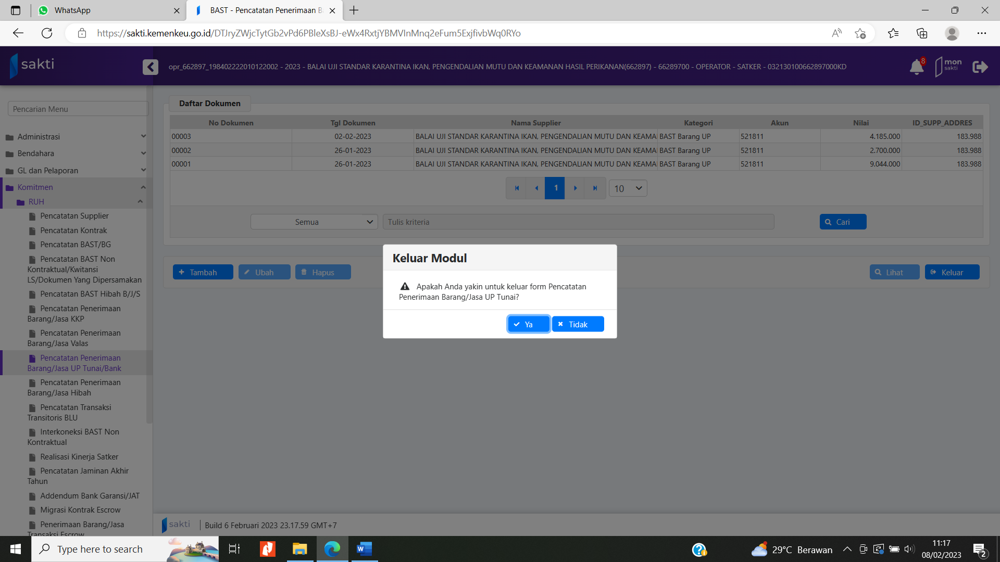 WhatsApp
BAST - Pencatatan Penerimaan B
https://sakti.kemenkeu.go.id/DTJryZWjcTytGb2vPd6PBleXsBJ-eWx4RxtjYBMVInMnq2eFum5ExjfivbWq0RYo
sakti
opr_662897_198402222010122002 - 2023 - BALAI UJI STANDAR KARANTINA IKAN, PENGENDALIAN MUTU DAN KEAMANAN HASIL PERIKANAN(662897) - 66289700 - OPERATOR - SATKER - 032130100662897000KD
8
mon
sakti
Pencarian Menu
Administrasi
Bendahara
GL dan Pelaporan
Komitmen
RUH
Pencatatan Supplier
Pencatatan Kontrak
Pencatatan BAST/BG
Pencatatan BAST Non
Kontraktual/Kwitansi
LS/Dokumen Yang Dipersamakan
Pencatatan BAST Hibah B/J/S
Pencatatan Penerimaan
Barang/Jasa KKP
Pencatatan Penerimaan
Barang/Jasa Valas
Pencatatan Penerimaan
Barang/Jasa UP Tunai/Bank
Pencatatan Penerimaan
Barang/Jasa Hibah
Pencatatan Transaksi
Transitoris BLU
Interkoneksi BAST Non
Kontraktual
Realisasi Kinerja Satker
Pencatatan Jaminan Akhir
Tahun
Addendum Bank Garansi/JAT
Migrasi Kontrak Escrow
Penerimaan Barang/Jasa
Transaksi Escrow
Daftar Dokumen
No Dokumen Tgl Dokumen Nama Supplier Kategori Akun Nilai ID_SUPP_ADDRES
00003 02-02-2023 BALAI UJI STANDAR KARANTINA IKAN, PENGENDALIAN MUTU DAN KEAMA BAST Barang UP 521811 4.185.000 183.988
00002 26-01-2023 BALAI UJI STANDAR KARANTINA IKAN, PENGENDALIAN MUTU DAN KEAMA BAST Barang UP 521811 2.700.000 183.988
00001 26-01-2023 BALAI UJI STANDAR KARANTINA IKAN, PENGENDALIAN MUTU DAN KEAMA BAST Barang UP 521811 9.044.000 183.988
1 10
Semua Tulis kriteria Cari
Tambah Ubah Hapus Lihat Keluar
Keluar Modul
Apakah Anda yakin untuk keluar form Pencatatan
Penerimaan Barang/Jasa UP Tunai?
Ya Tidak
sakti Build 6 Februari 2023 23.17.59 GMT+7
Type here to search
29°C Berawan
11:17
08/02/2023
2